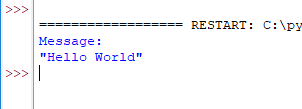 >>>
================== RESTART: C:\py
Message:
"Hello World"
>>>